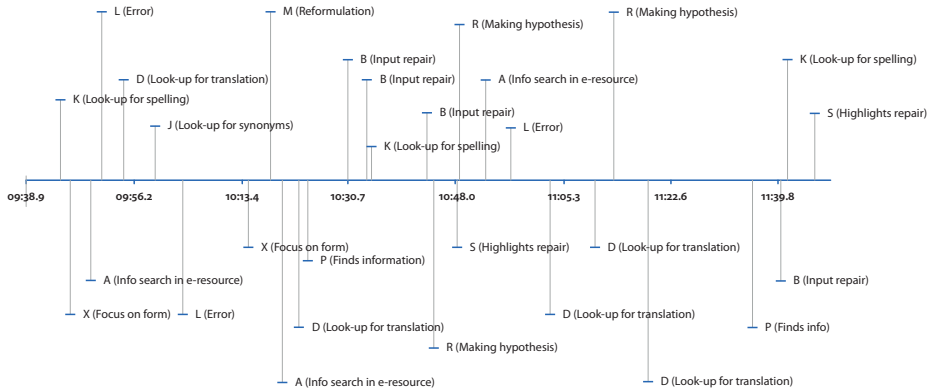 L (Error)
M (Reformulation)
R (Making hypothesis)
R (Making hypothesis)
B (Input repair)
K (Look-up for spelling)
D (Look-up for translation)
B (Input repair)
A (Info search in e-resource)
K (Look-up for spelling)
B (Input repair)
S (Highlights repair)
J (Look-up for synonyms)
L (Error)
K (Look-up for spelling)
09:38.9 09:56.2 10:13.4 10:30.7 10:48.0 11:05.3 11:22.6 11:39.8
X (Focus on form)
S (Highlights repair)
D (Look-up for translation)
P (Finds information)
A (Info search in e-resource)
B (Input repair)
X (Focus on form)
L (Error)
D (Look-up for translation)
D (Look-up for translation)
P (Finds info)
R (Making hypothesis)
A (Info search in e-resource)
D (Look-up for translation)